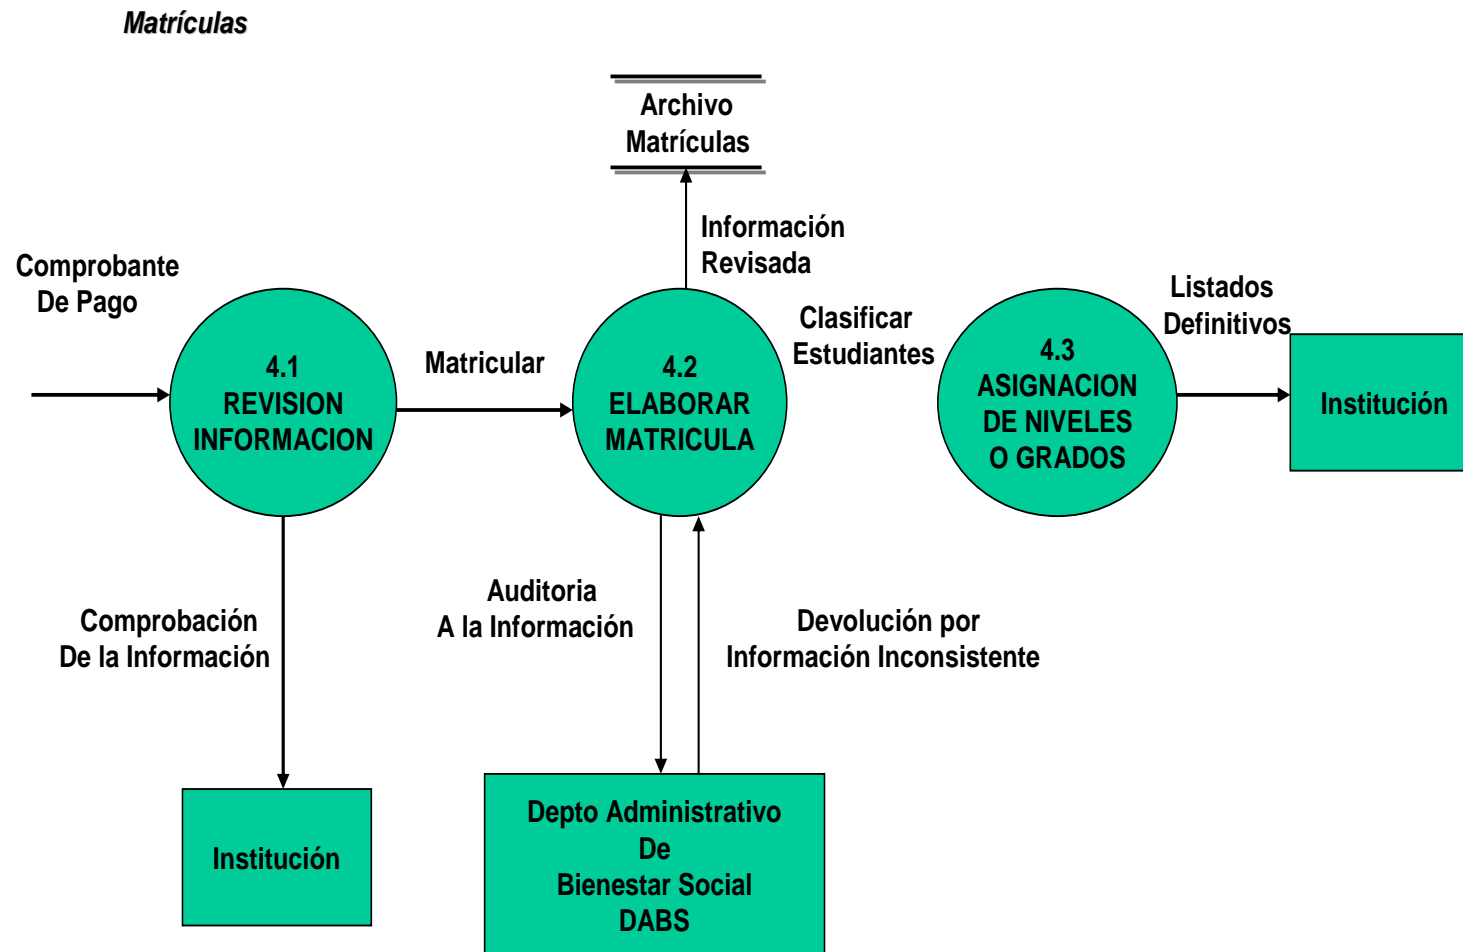 Matrículas
Archivo
Matrículas
Información
Revisada
Comprobante
De Pago
4.1
REVISION
INFORMACION
Matricular
4.2
ELABORAR
MATRICULA
Clasificar
Estudiantes
4.3
ASIGNACION
DE NIVELES
O GRADOS
Listados
Definitivos
Institución
Comprobación
De la Información
Auditoria
A la Información
Devolución por
Información Inconsistente
Institución
Depto Administrativo
De
Bienestar Social
DABS